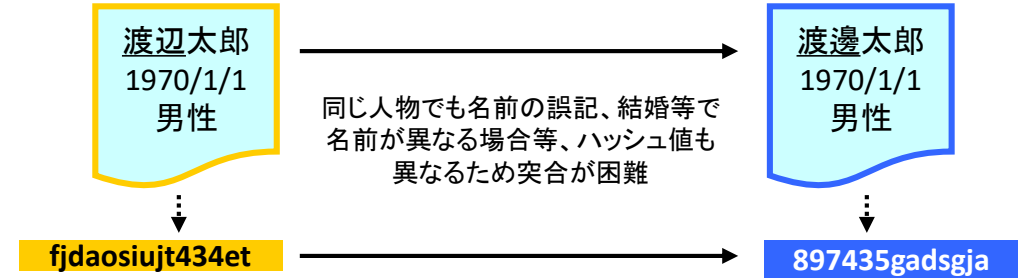 渡辺太郎
1970/1/1
男性
同じ人物でも名前の誤記、結婚等で
名前が異なる場合等、ハッシュ値も
異なるため突合が困難
渡邊太郎
1970/1/1
男性
fjdaosiujt434et
897435gadsgja